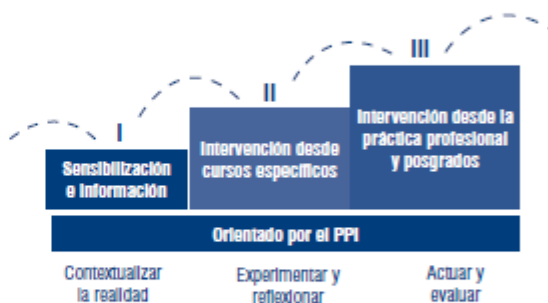 I
Sensibilización
e Información
II
Intervención desde
cursos específicos
III
Intervención desde la
práctica profesional
y posgrados
Orientado por el PPI
Contextualizar
la realidad
Experimentar y
reflexionar
Actuar y
evaluar